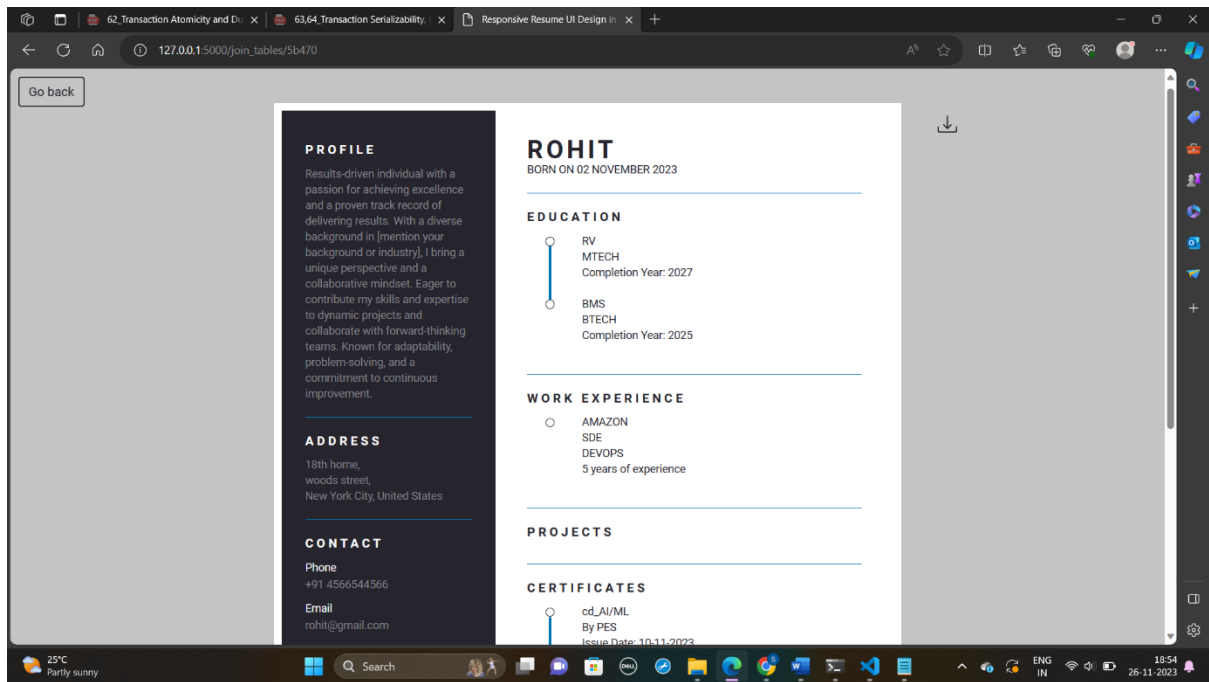 62_Transaction Atomicity and Du
63,64_Transaction Serializability,
Responsive Resume UI Design in
127.0.0.1:5000/join_tables/5b470
Go back
PROFILE
Results-driven individual with a
passion for achieving excellence
and a proven track record of
delivering results. With a diverse
background in [mention your
background or industry], I bring a
unique perspective and a
collaborative mindset. Eager to
contribute my skills and expertise
to dynamic projects and
collaborate with forward-thinking
teams. Known for adaptability,
problem-solving, and a
commitment to continuous
improvement.
ADDRESS
18th home,
woods street,
New York City, United States
CONTACT
Phone
+91 4566544566
Email
rohit@gmail.com
ROHIT
BORN ON 02 NOVEMBER 2023
EDUCATION
RV
MTECH
Completion Year: 2027
BMS
BTECH
Completion Year: 2025
WORK EXPERIENCE
AMAZON
SDE
DEVOPS
5 years of experience
PROJECTS
CERTIFICATES
cd_AI/ML
By PES
Issue Date: 10-11-2023
25°C
Partly sunny
Search
DELL
ENG
IN
18:54
26-11-2023